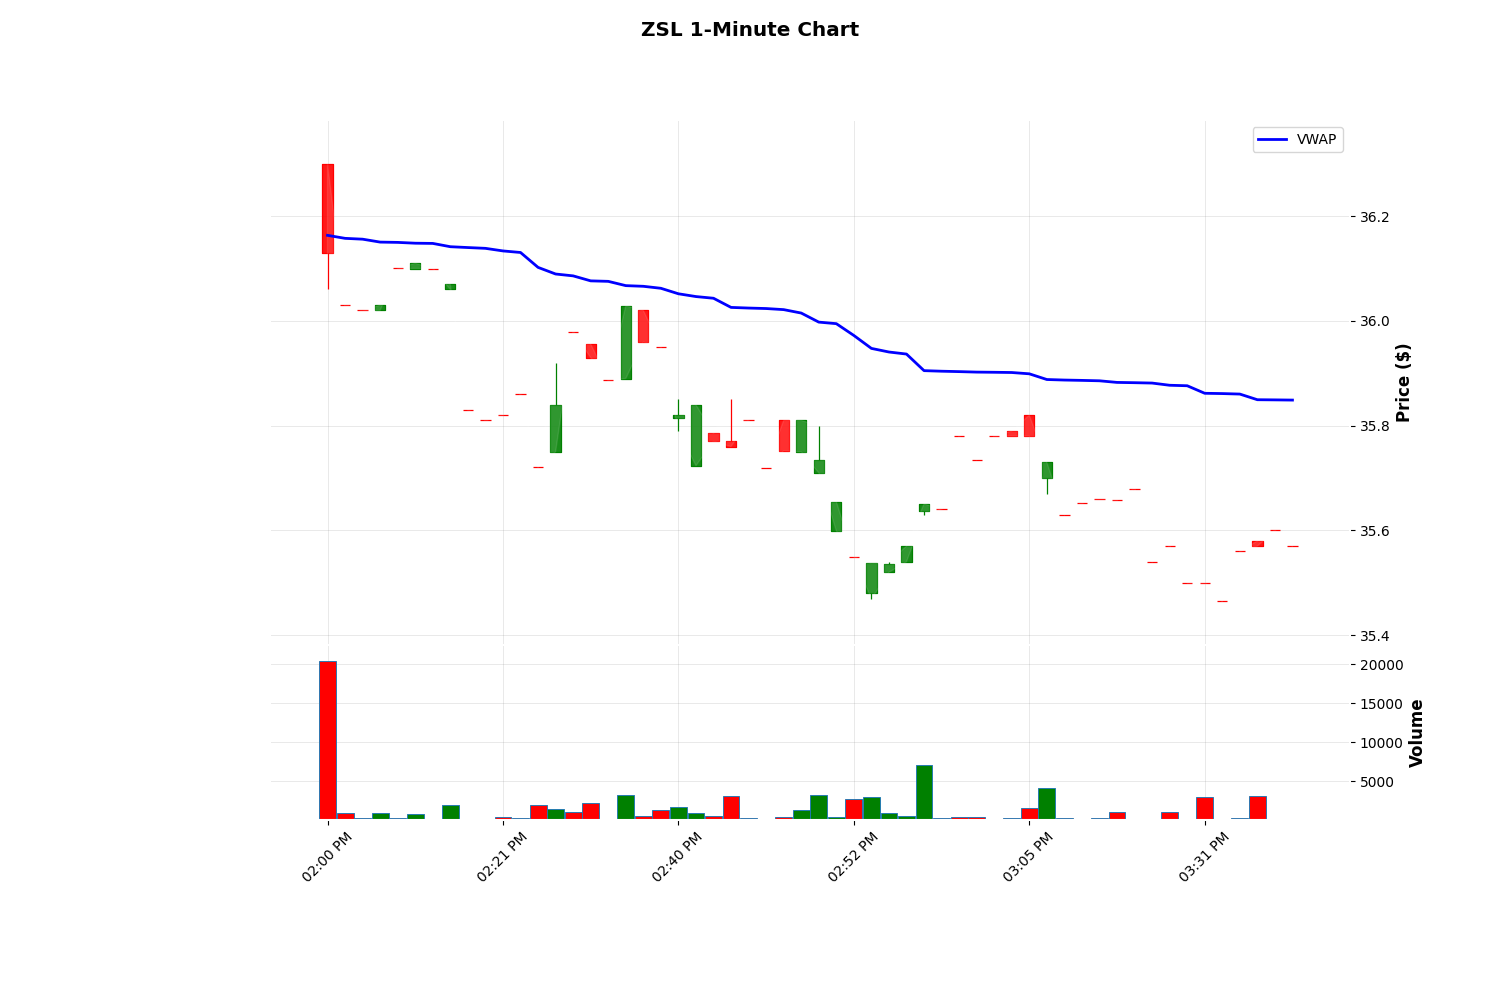 ZSL 1-Minute Chart
VWAP
36.2
36.0
35.8
35.6
35.4
Price ($)
20000
15000
10000
5000
Volume
02:00 PM
02:21 PM
02:40 PM
02:52 PM
03:05 PM
03:31 PM